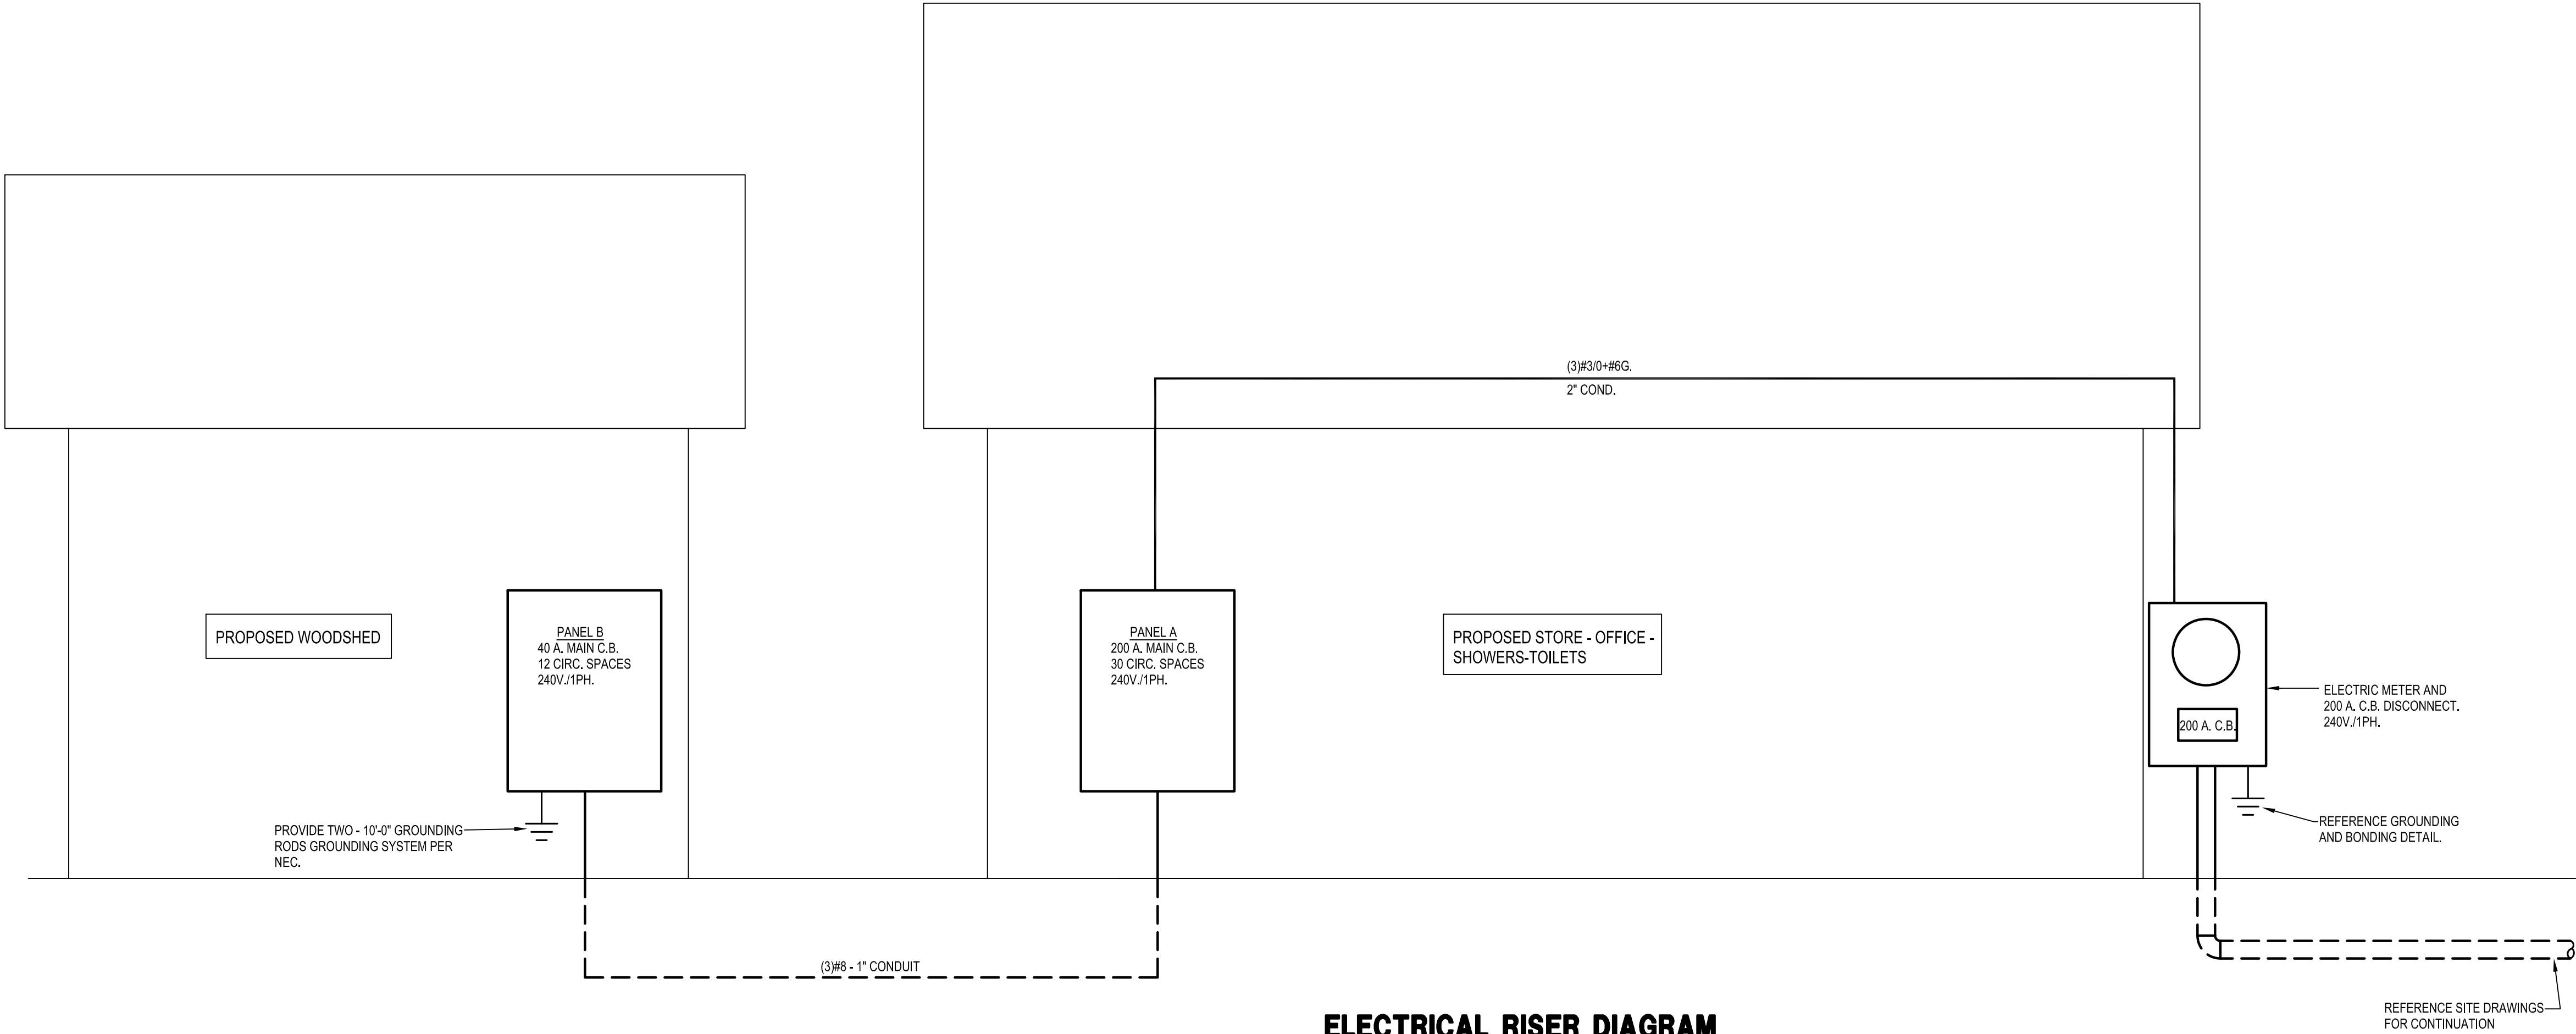 (3)#3/0+#6G.
2" COND.
PROPOSED WOODSHED
PANEL B
40 A. MAIN C.B.
12 CIRC. SPACES
240V./1PH.
PANEL A
200 A. MAIN C.B.
30 CIRC. SPACES
240V./1PH.
PROPOSED STORE - OFFICE -
SHOWERS-TOILETS
200 A. C.B.
ELECTRIC METER AND
200 A. C.B. DISCONNECT.
240V./1PH.
PROVIDE TWO - 10'-0" GROUNDING
RODS GROUNDING SYSTEM PER
NEC.
REFERENCE GROUNDING
AND BONDING DETAIL.
(3)#8 - 1" CONDUIT
REFERENCE SITE DRAWINGS
FOR CONTINUATION
ELECTRICAL RISER DIAGRAM